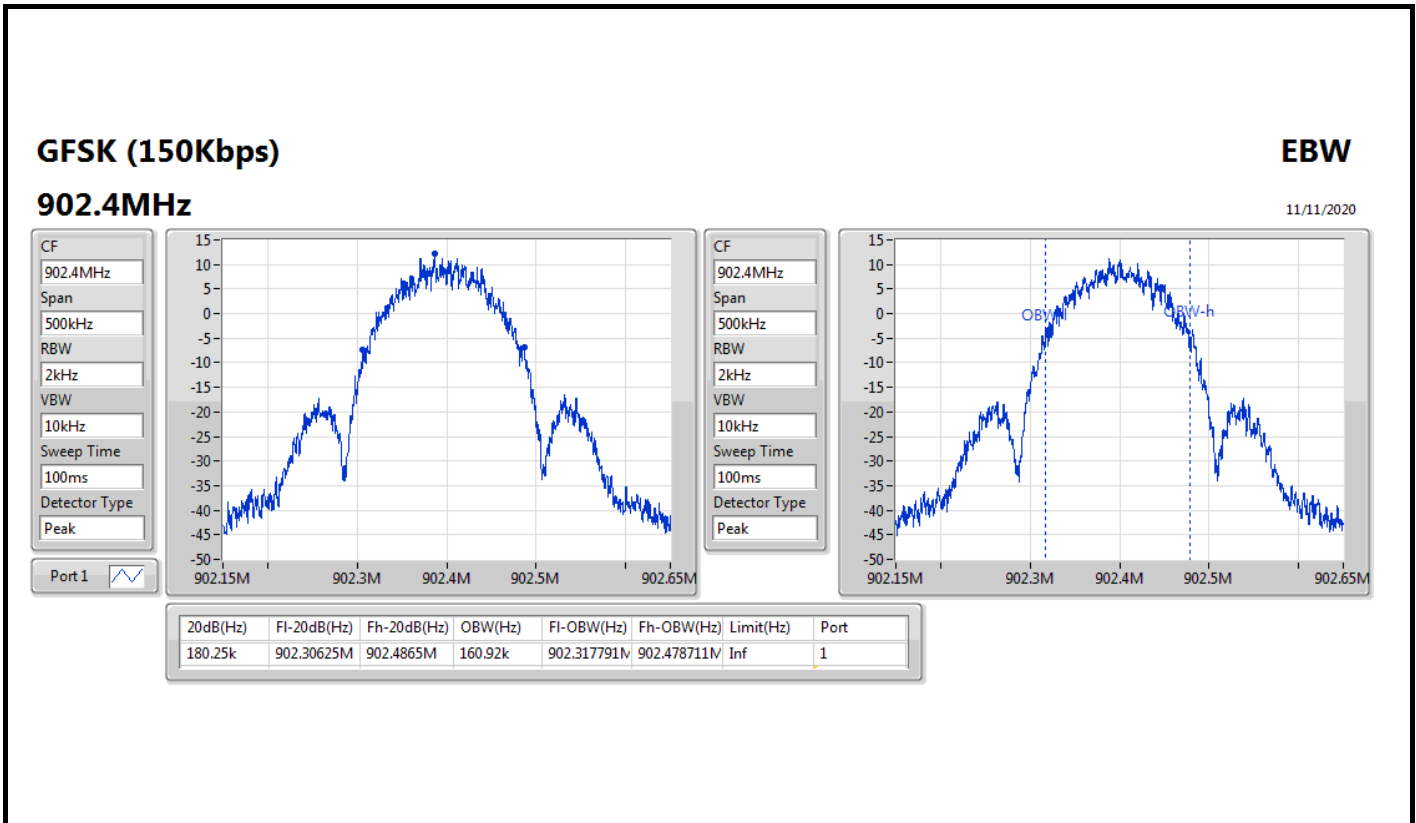 GFSK (150Kbps)
EBW
902.4MHz
11/11/2020
CF
902.4MHz
Span
500kHz
RBW
2kHz
VBW
10kHz
Sweep Time
100ms
Detector Type
Peak
Port 1
15
10
5
0
-5
-10
-15
-20
-25
-30
-35
-40
-45
-50
902.15M 902.3M 902.4M 902.5M 902.65M
CF
902.4MHz
Span
500kHz
RBW
2kHz
VBW
10kHz
Sweep Time
100ms
Detector Type
Peak
15
10
5
0
-5
-10
-15
-20
-25
-30
-35
-40
-45
-50
OBW-l OBW-h
902.15M 902.3M 902.4M 902.5M 902.65M
20dB(Hz) Fl-20dB(Hz) Fh-20dB(Hz) OBW(Hz) Fl-OBW(Hz) Fh-OBW(Hz) Limit(Hz) Port
180.25k 902.30625M 902.4865M 160.92k 902.317791M 902.478711M Inf 1